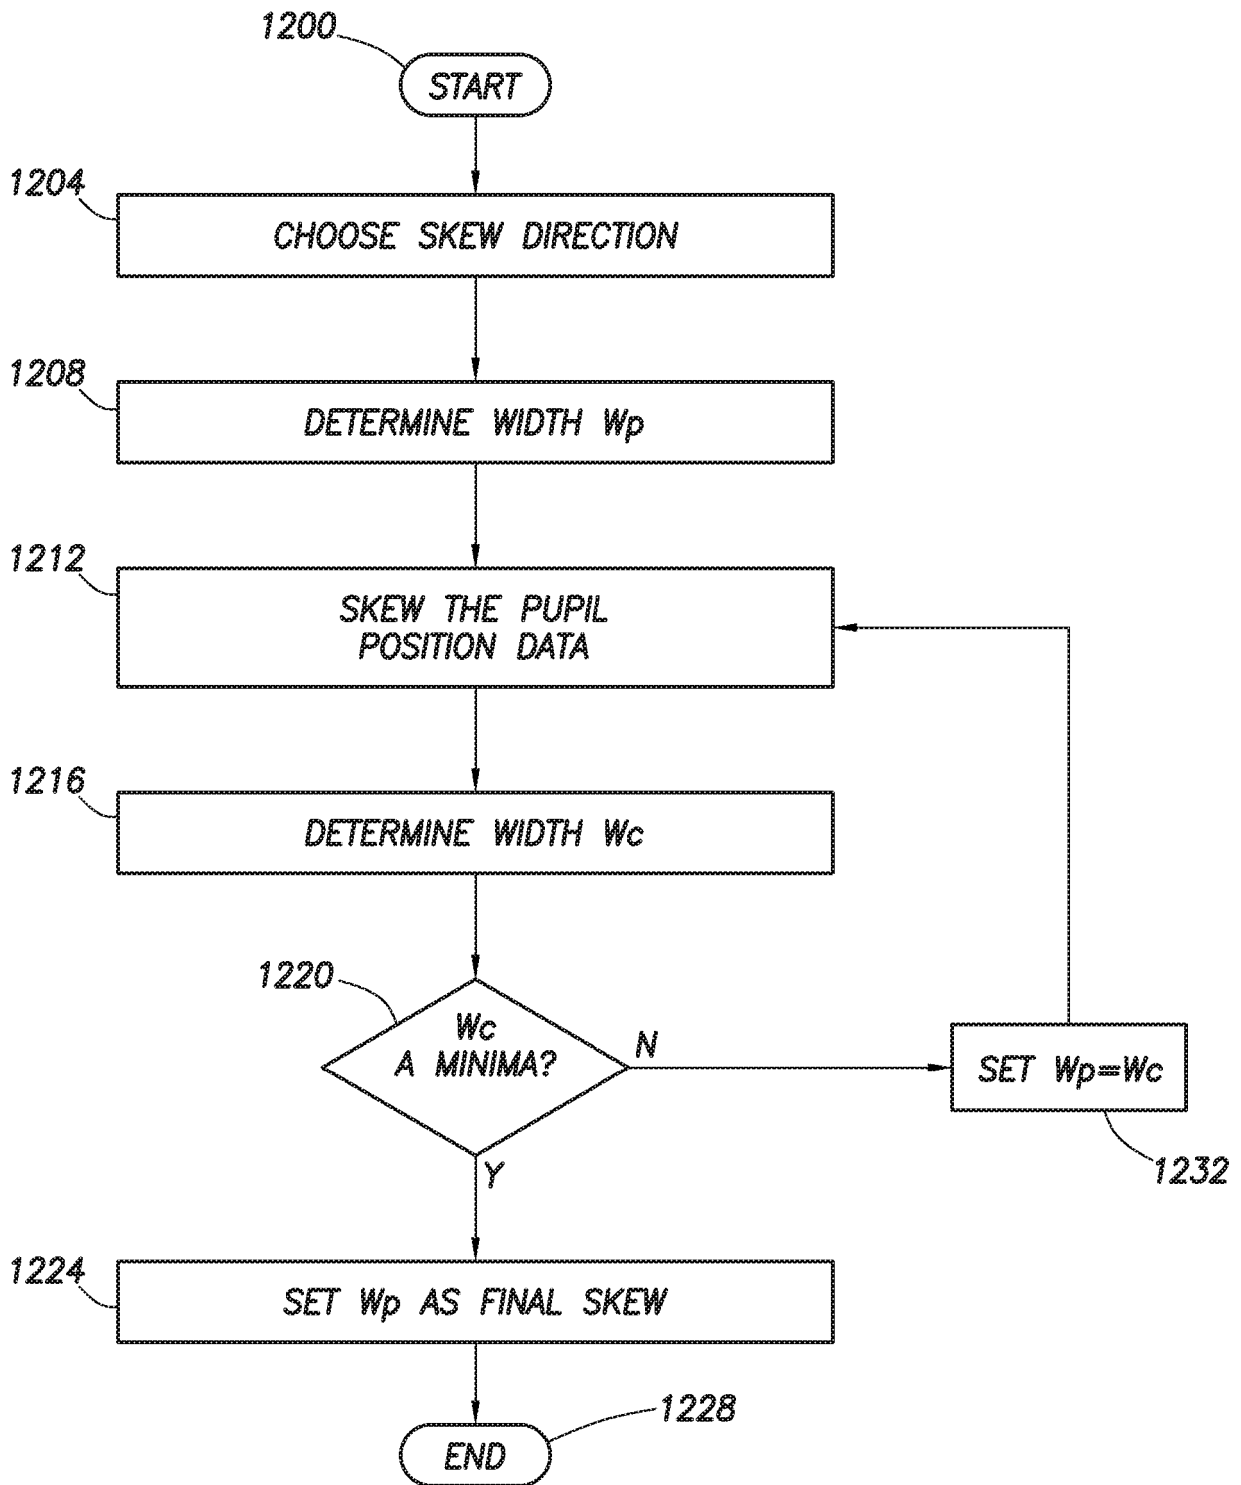 1200
START
1204
CHOOSE SKEW DIRECTION
1208
DETERMINE WIDTH Wp
1212
SKEW THE PUPIL
POSITION DATA
1216
DETERMINE WIDTH Wc
1220
Wc
A MINIMA?
N
SET Wp=Wc
1232
Y
1224
SET Wp AS FINAL SKEW
1228
END